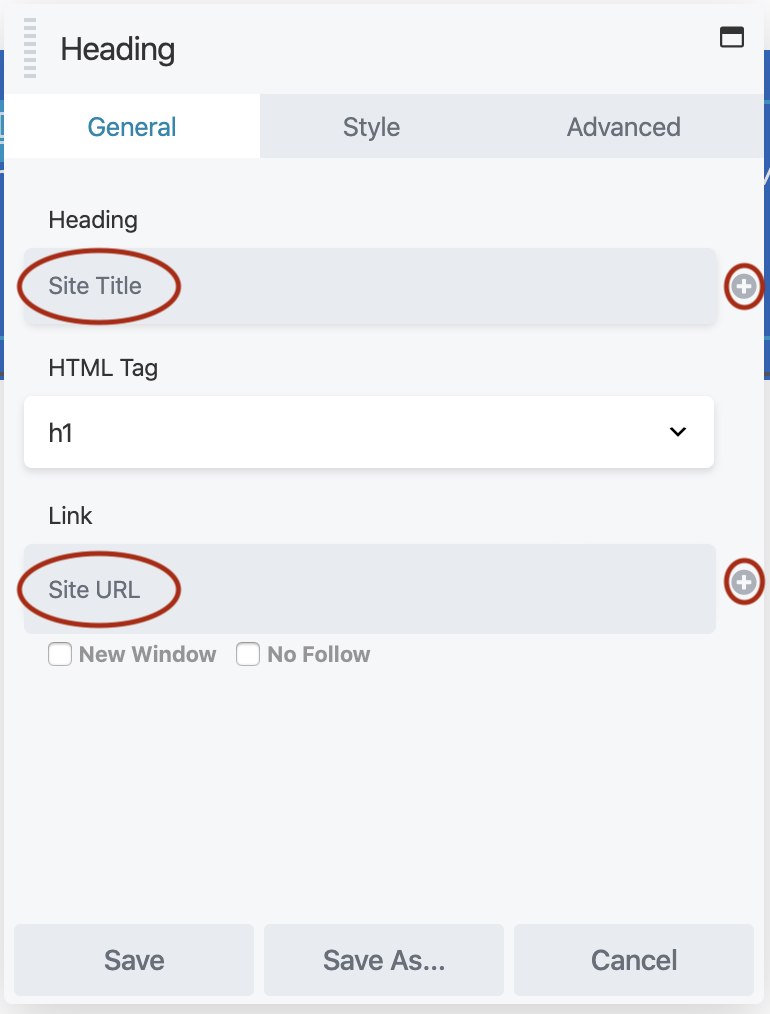 Heading
General Style Advanced
Heading
Site Title
HTML Tag
h1
Link
Site URL
New Window No Follow
Save Save As... Cancel